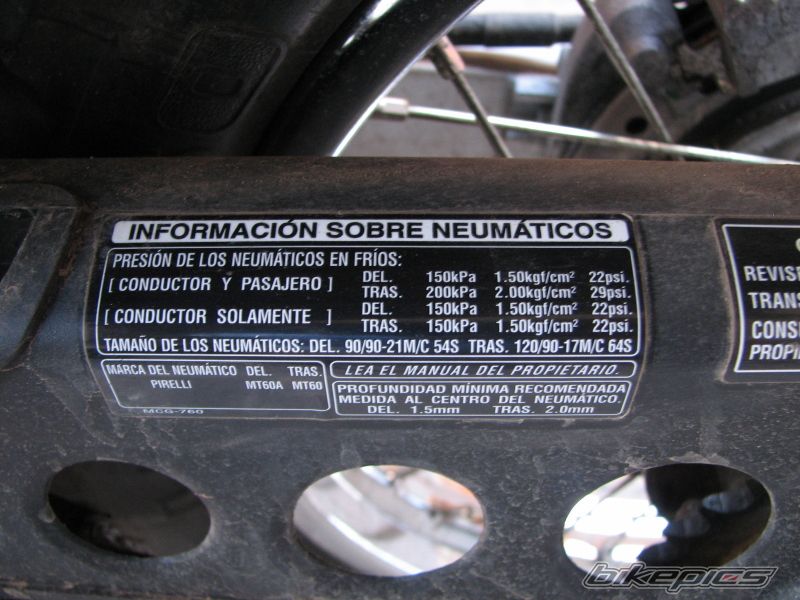 INFORMACIÓN SOBRE NEUMÁTICOS
PRESIÓN DE LOS NEUMÁTICOS EN FRÍOS:
[ CONDUCTOR Y PASAJERO ] DEL. 150kPa 1.50kgf/cm² 22psi.
TRAS. 200kPa 2.00kgf/cm² 29psi.
[ CONDUCTOR SOLAMENTE ] DEL. 150kPa 1.50kgf/cm² 22psi.
TRAS. 150kPa 1.50kgf/cm² 22psi.
TAMAÑO DE LOS NEUMÁTICOS: DEL. 90/90-21M/C 54S TRAS. 120/90-17M/C 64S
MARCA DEL NEUMÁTICO DEL. TRAS.
PIRELLI MT60A MT60
MCG-760
LEA EL MANUAL DEL PROPIETARIO.
PROFUNDIDAD MÍNIMA RECOMENDADA
MEDIDA AL CENTRO DEL NEUMÁTICO.
DEL. 1.5mm TRAS. 2.0mm
REVIS
TRANS
CONS
PROPI
bikepics